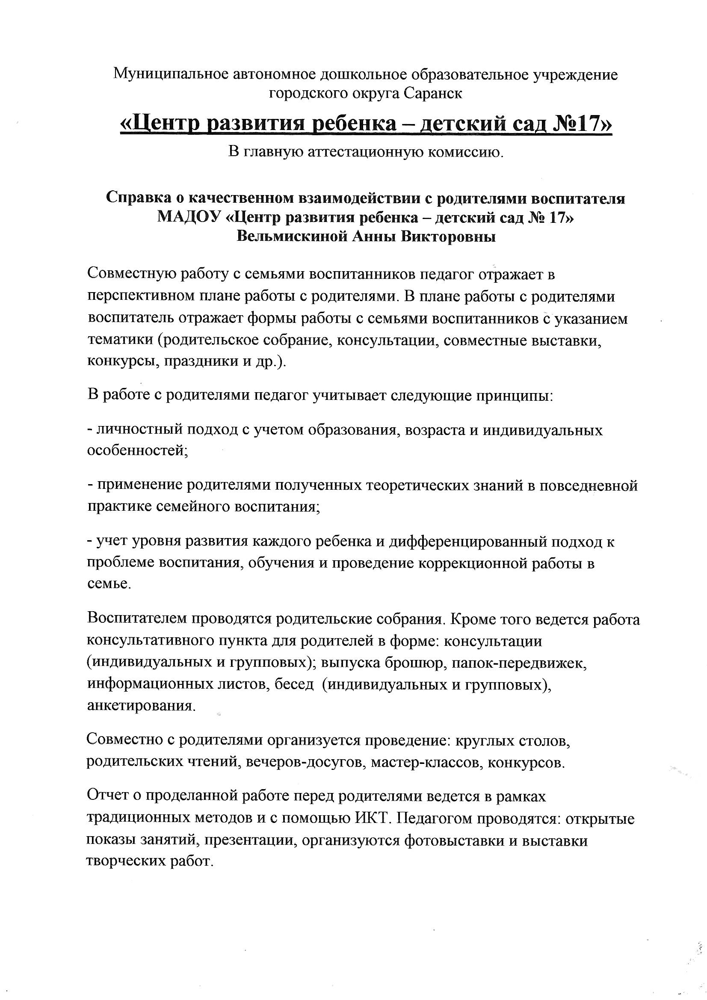 Муниципальное автономное дошкольное образовательное учреждение
городского округа Саранск
«Центр развития ребенка – детский сад №17»
В главную аттестационную комиссию.
Справка о качественном взаимодействии с родителями воспитателя
МАДОУ «Центр развития ребенка – детский сад № 17»
Вельмискиной Анны Викторовны
Совместную работу с семьями воспитанников педагог отражает в
перспективном плане работы с родителями. В плане работы с родителями
воспитатель отражает формы работы с семьями воспитанников с указанием
тематики (родительское собрание, консультации, совместные выставки,
конкурсы, праздники и др.).
В работе с родителями педагог учитывает следующие принципы:
- личностный подход с учетом образования, возраста и индивидуальных
особенностей;
- применение родителями полученных теоретических знаний в повседневной
практике семейного воспитания;
- учет уровня развития каждого ребенка и дифференцированный подход к
проблеме воспитания, обучения и проведение коррекционной работы в
семье.
Воспитателем проводятся родительские собрания. Кроме того ведется работа
консультативного пункта для родителей в форме: консультации
(индивидуальных и групповых); выпуска брошюр, папок-передвижек,
информационных листов, бесед  (индивидуальных и групповых),
анкетирования.
Совместно с родителями организуется проведение: круглых столов,
родительских чтений, вечеров-досугов, мастер-классов, конкурсов.
Отчет о проделанной работе перед родителями ведется в рамках
традиционных методов и с помощью ИКТ. Педагогом проводятся: открытые
показы занятий, презентации, организуются фотовыставки и выставки
творческих работ.